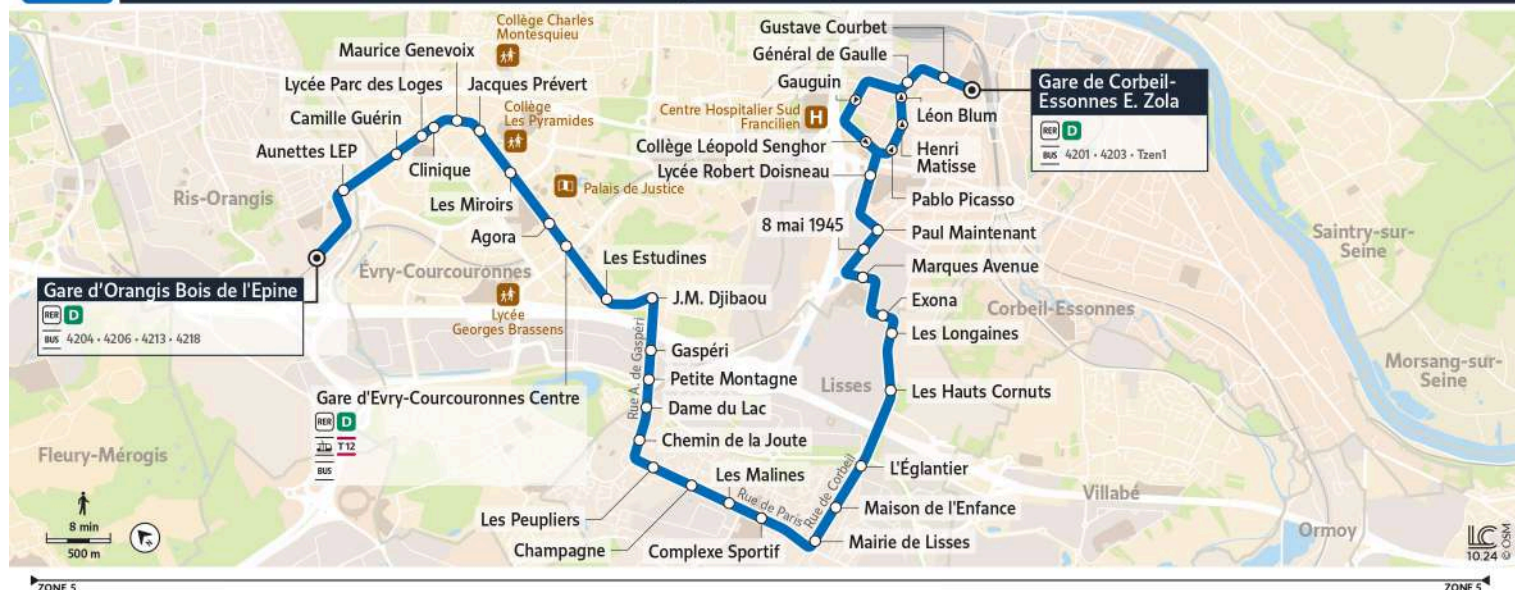 Collège Charles
Montesquieu
Maurice Genevoix
Lycée Parc des Loges
Jacques Prévert
Camille Guérin
Collège
Les Pyramides
Aunettes LEP
Clinique
Les Miroirs
Palais de Justice
Agora
Ris-Orangis
Évry-Courcouronnes
Gare d'Orangis Bois de l'Epine
RER D
BUS 4204 • 4206 • 4213 • 4218
Lycée
Georges Brassens
Les Estudines
J.M. Djibaou
Rue A. de Gaspéri
Gaspéri
Petite Montagne
Dame du Lac
Chemin de la Joute
Gare d'Evry-Courcouronnes Centre
RER D
T12
BUS
Fleury-Mérogis
Les Peupliers
Champagne
Les Malines
Rue de Paris
Complexe Sportif
Rue de Corbeil
Mairie de Lisses
Maison de l'Enfance
L'Églantier
Les Hauts Cornuts
Lisses
Les Longaines
Exona
Marques Avenue
8 mai 1945
Paul Maintenant
Pablo Picasso
Lycée Robert Doisneau
Collège Léopold Senghor
Henri
Matisse
Léon Blum
Centre Hospitalier Sud
Francilien
H
Gauguin
Général de Gaulle
Gustave Courbet
Gare de Corbeil-
Essonnes E. Zola
RER D
BUS 4201 • 4203 • Tzen1
Saintry-sur-
Seine
Corbeil-Essonnes
Morsang-sur-
Seine
Villabé
Ormoy
8 min
500 m
LC
10.24
© OSM
ZONE 5
ZONE 5